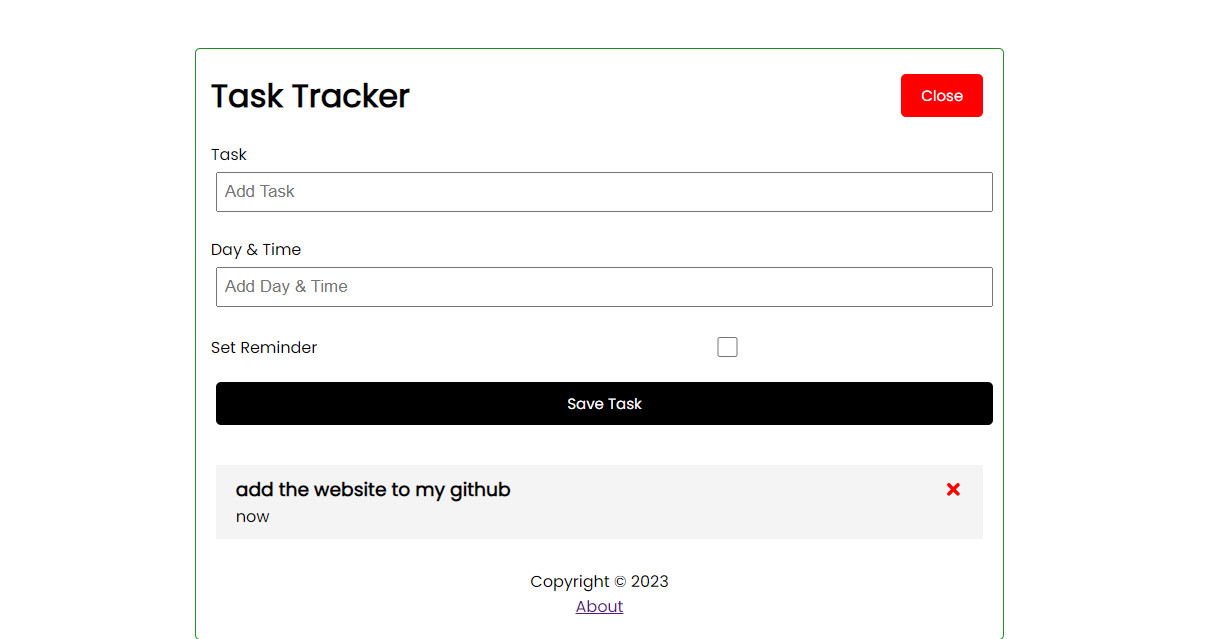 Task Tracker
Close
Task
Add Task
Day & Time
Add Day & Time
Set Reminder
Save Task
add the website to my github
now
Copyright © 2023
About